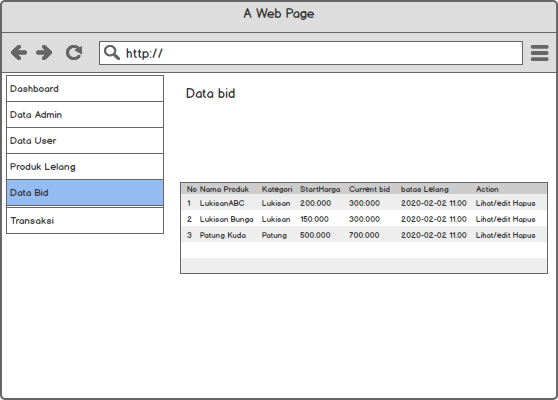 A Web Page
http://
Dashboard
Data Admin
Data User
Produk Lelang
Data Bid
Transaksi
Data bid
No Nama Produk Kategori StartHarga Current bid batas Lelang Action
1 LukisanABC Lukisan 200.000 300.000 2020-02-02 11.00 Lihat/edit Hapus
2 Lukisan Bunga Lukisan 150.000 300.000 2020-02-02 11.00 Lihat/edit Hapus
3 Patung Kuda Patung 500.000 700.000 2020-02-02 11.00 Lihat/edit Hapus